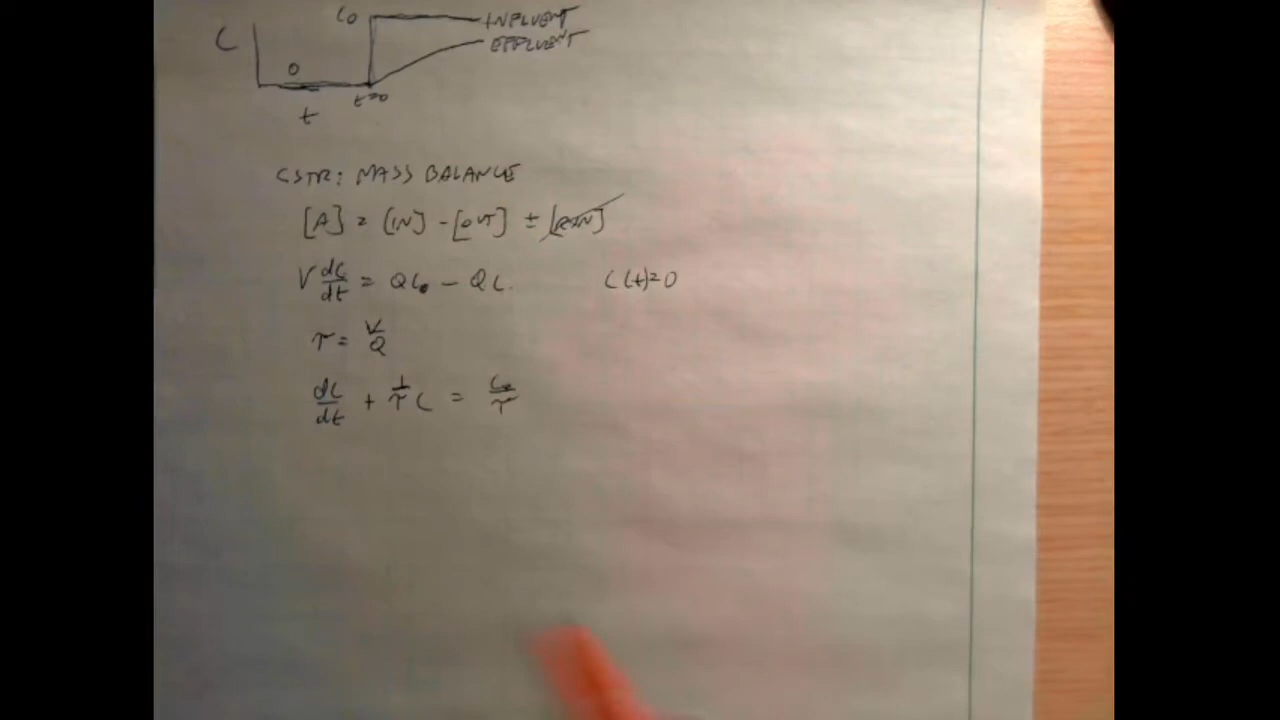 C₀ INFLUENT
C EFFLUENT
0
t=0
t
CSTR: MASS BALANCE
[A] = [IN] - [OUT] ± [RXN]
V dC/dt = QC₀ - QC. C(t)=0
τ = V/Q
dC/dt + 1/τ C = C₀/τ